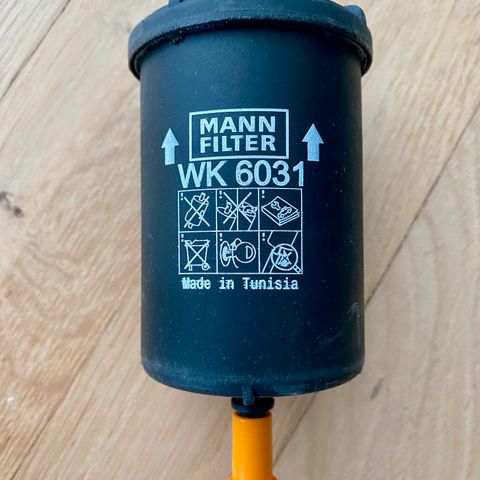 MANN
FILTER
WK 6031
Made in Tunisia